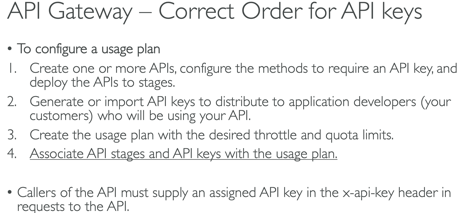 API Gateway – Correct Order for API keys
• To configure a usage plan
1. Create one or more APIs, configure the methods to require an API key, and
deploy the APIs to stages.
2. Generate or import API keys to distribute to application developers (your
customers) who will be using your API.
3. Create the usage plan with the desired throttle and quota limits.
4. Associate API stages and API keys with the usage plan.
• Callers of the API must supply an assigned API key in the x-api-key header in
requests to the API.